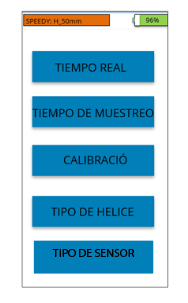 SPEEDY: H_50mm 96%
TIEMPO REAL
TIEMPO DE MUESTREO
CALIBRACIÓ
TIPO DE HELICE
TIPO DE SENSOR